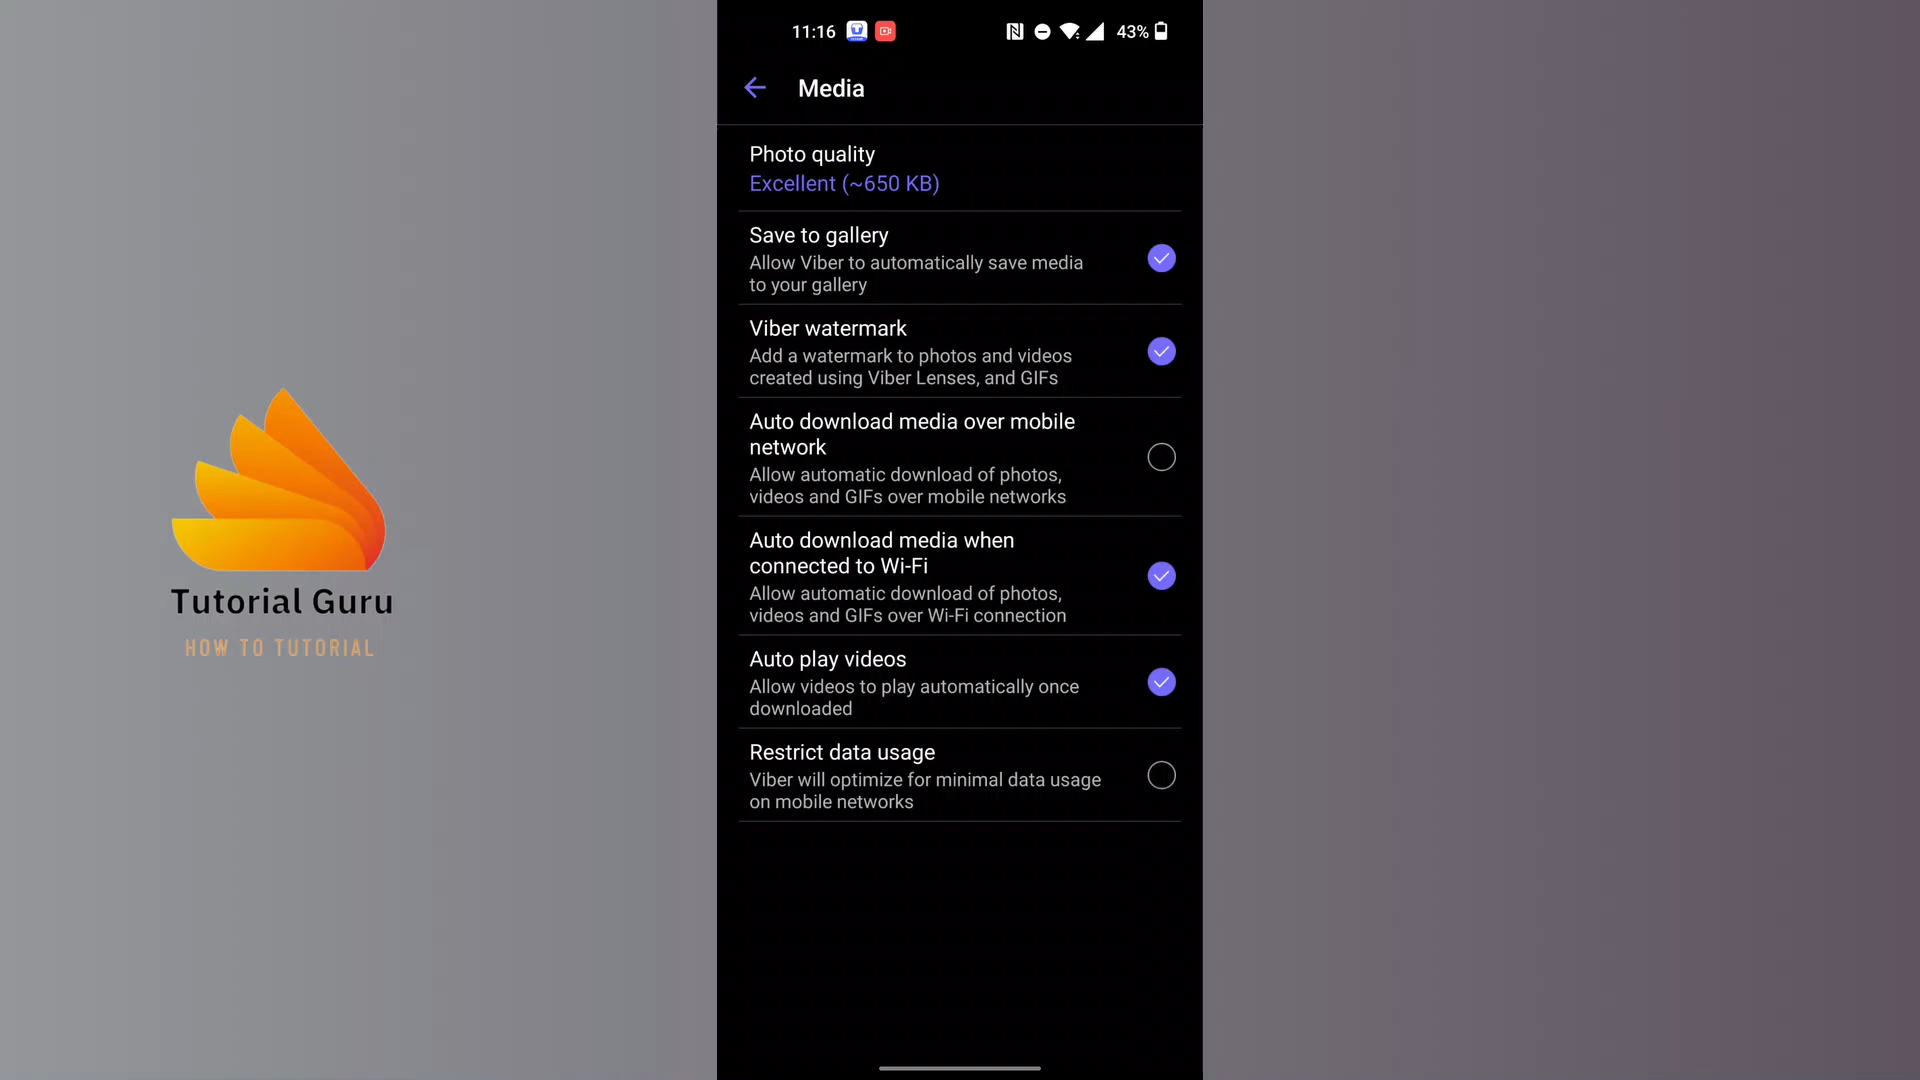 11:16
43%
Media
Photo quality
Excellent (~650 KB)
Save to gallery
Allow Viber to automatically save media
to your gallery
Viber watermark
Add a watermark to photos and videos
created using Viber Lenses, and GIFs
Auto download media over mobile
network
Allow automatic download of photos,
videos and GIFs over mobile networks
Auto download media when
connected to Wi-Fi
Allow automatic download of photos,
videos and GIFs over Wi-Fi connection
Auto play videos
Allow videos to play automatically once
downloaded
Restrict data usage
Viber will optimize for minimal data usage
on mobile networks
Tutorial Guru
HOW TO TUTORIAL